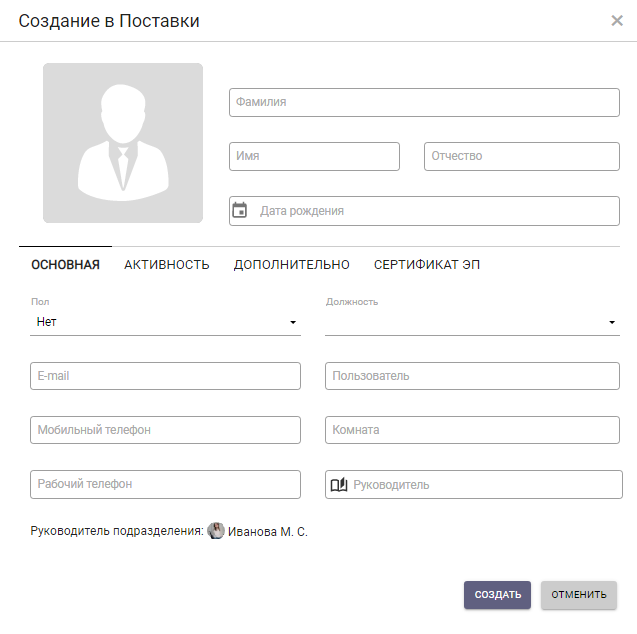 Создание в Поставки
Фамилия
Имя Отчество
Дата рождения
ОСНОВНАЯ АКТИВНОСТЬ ДОПОЛНИТЕЛЬНО СЕРТИФИКАТ ЭП
Пол Должность
Нет
E-mail Пользователь
Мобильный телефон Комната
Рабочий телефон Руководитель
Руководитель подразделения: Иванова М. С.
СОЗДАТЬ ОТМЕНИТЬ